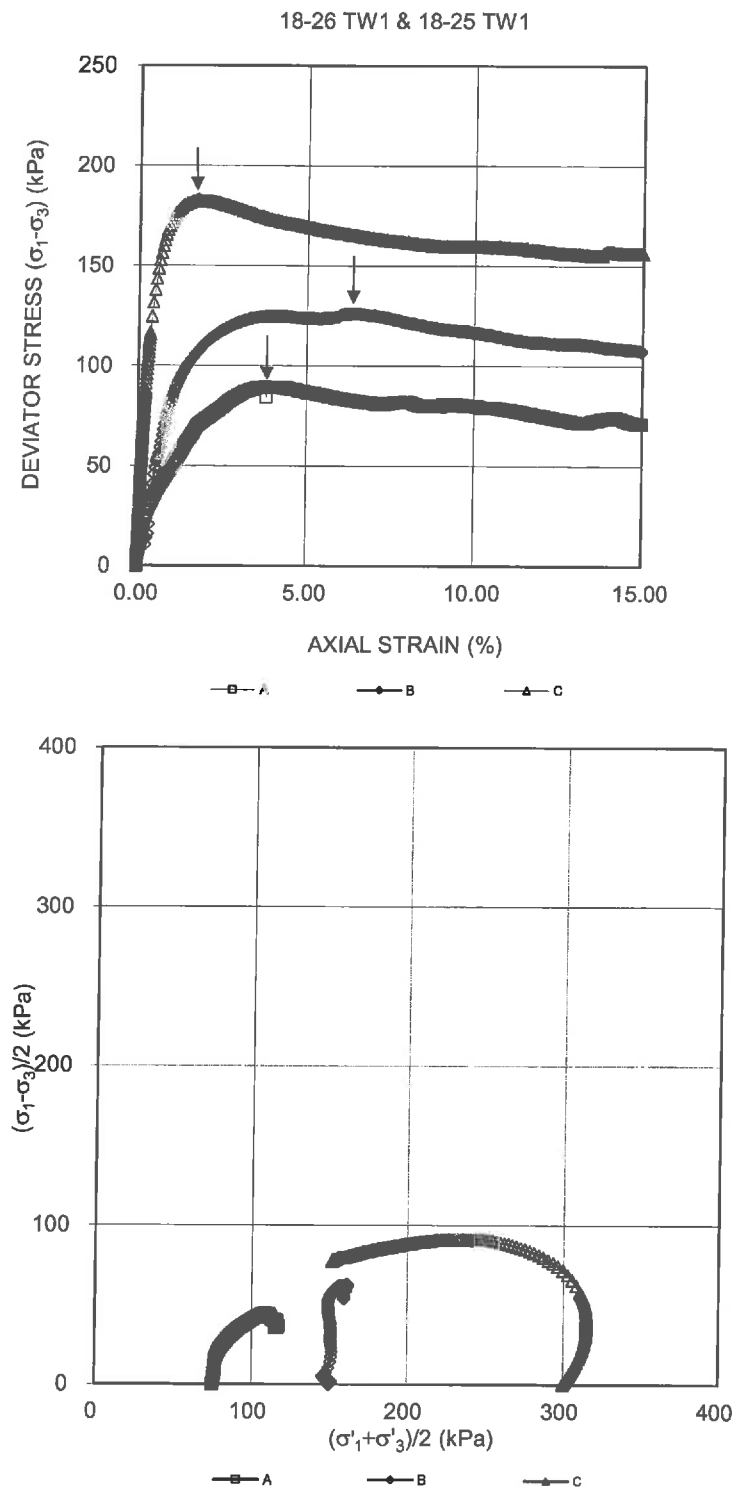 18-26 TW1 & 18-25 TW1
DEVIATOR STRESS (σ1-σ3) (kPa)
250
200
150
100
50
0
0.00 5.00 10.00 15.00
AXIAL STRAIN (%)
A B C
(σ1-σ3)/2 (kPa)
400
300
200
100
0
0 100 200 300 400
(σ'1+σ'3)/2 (kPa)
A B C